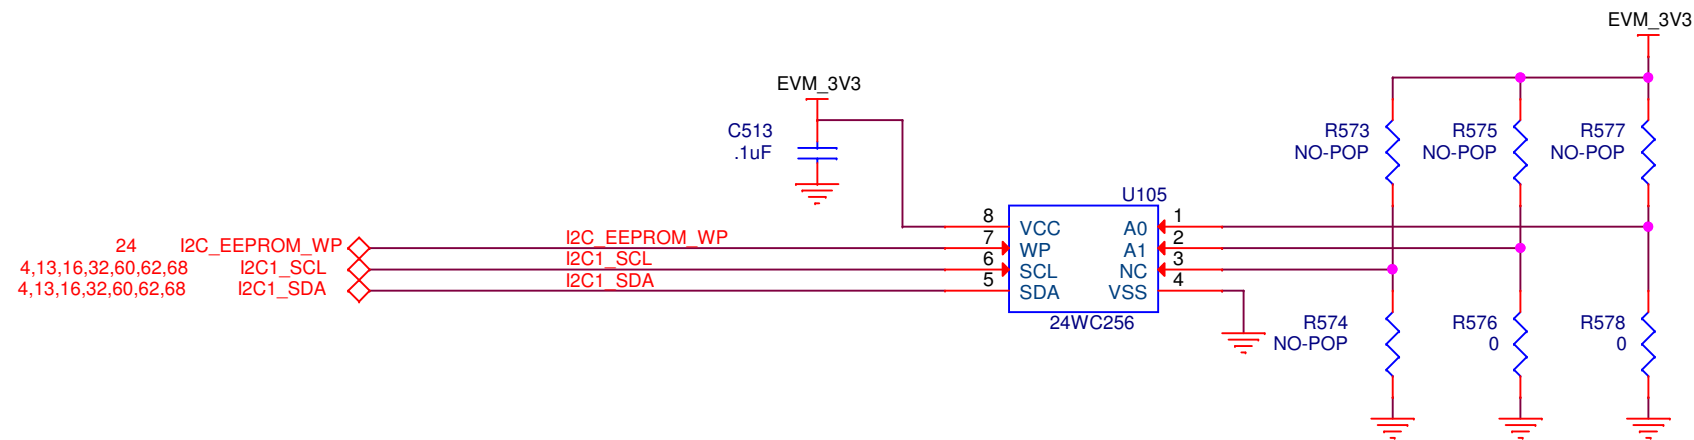 EVM_3V3
EVM_3V3
C513
.1uF
R573
NO-POP
R575
NO-POP
R577
NO-POP
U105
8
VCC
A0
1
24
I2C_EEPROM_WP
I2C_EEPROM_WP
7
WP
A1
2
4,13,16,32,60,62,68
I2C1_SCL
I2C1_SCL
6
SCL
NC
3
4,13,16,32,60,62,68
I2C1_SDA
I2C1_SDA
5
SDA
VSS
4
24WC256
R574
NO-POP
R576
0
R578
0